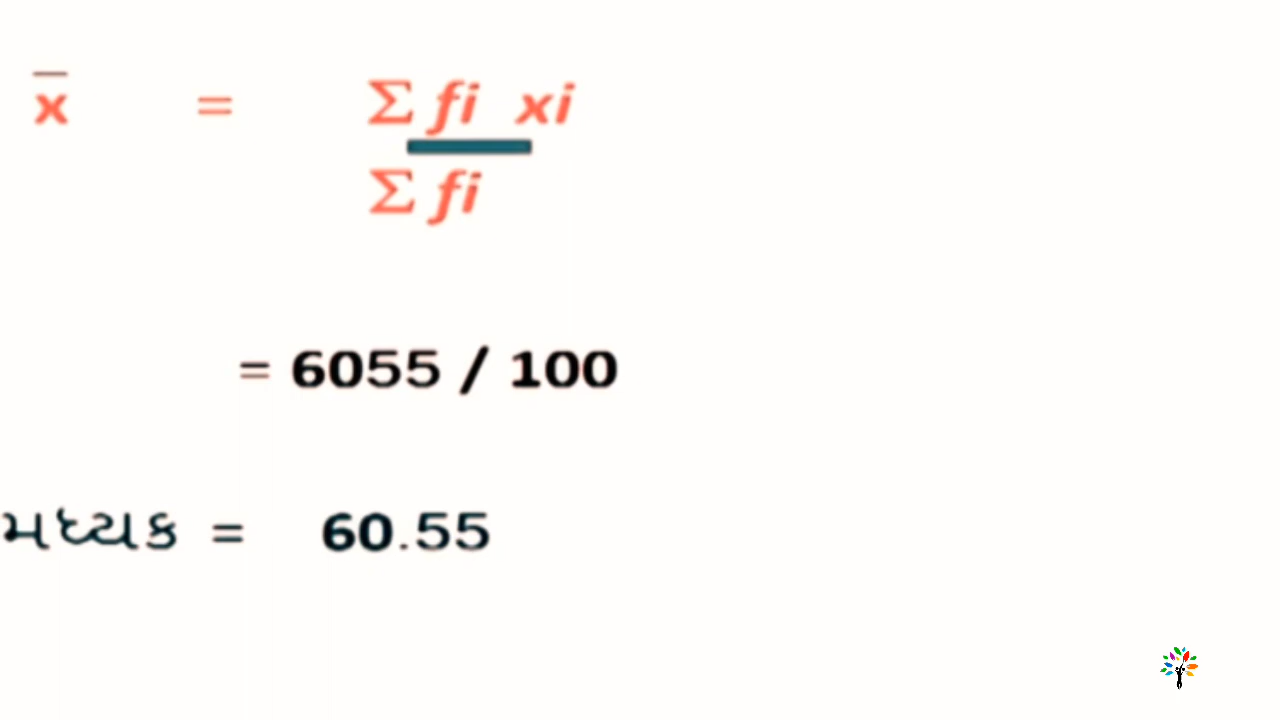 x̄ = Σ fi xi
Σ fi
= 6055 / 100
મધ્યક = 60.55